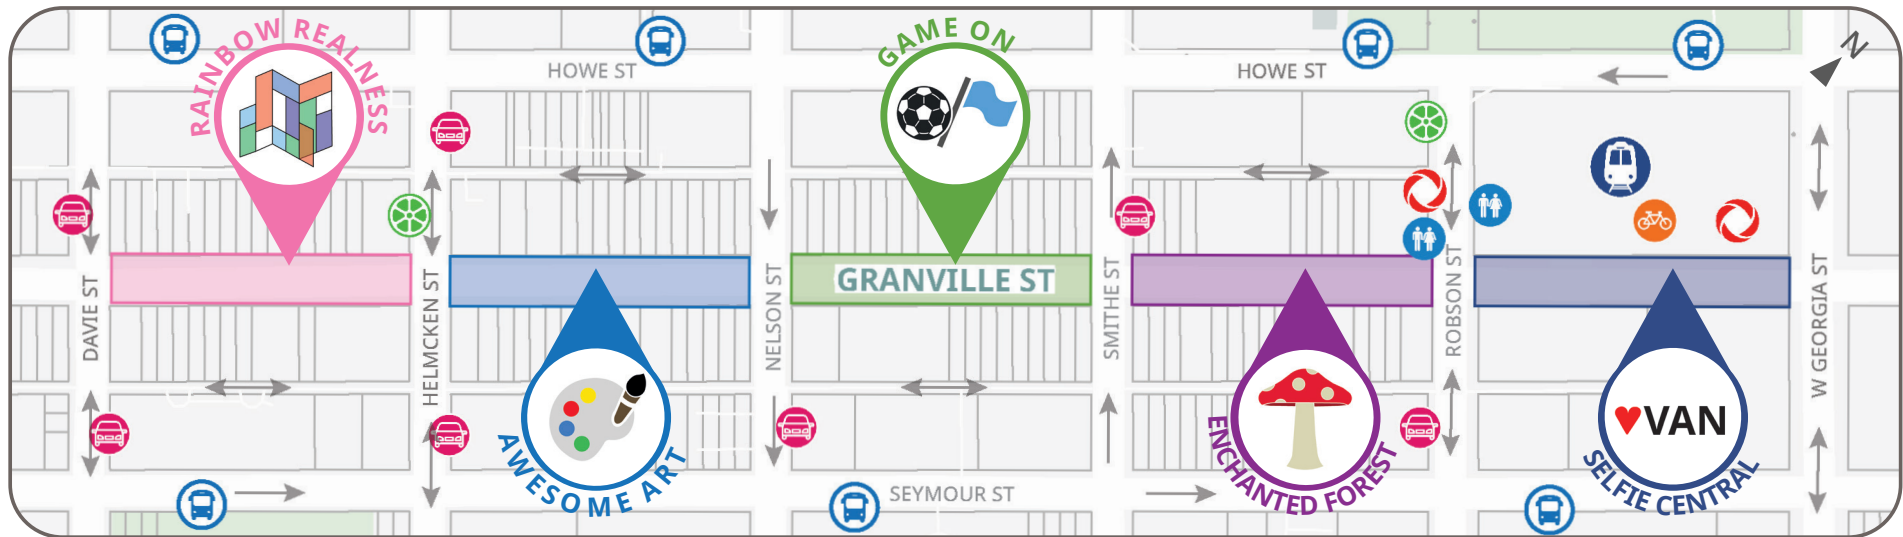 RAINBOW REALNESS
GAME ON
HOWE ST
HOWE ST
N
DAVIE ST
HELMCKEN ST
NELSON ST
GRANVILLE ST
SMITHE ST
ROBSON ST
W GEORGIA ST
AWESOME ART
ENCHANTED FOREST
♥VAN
SELFIE CENTRAL
SEYMOUR ST